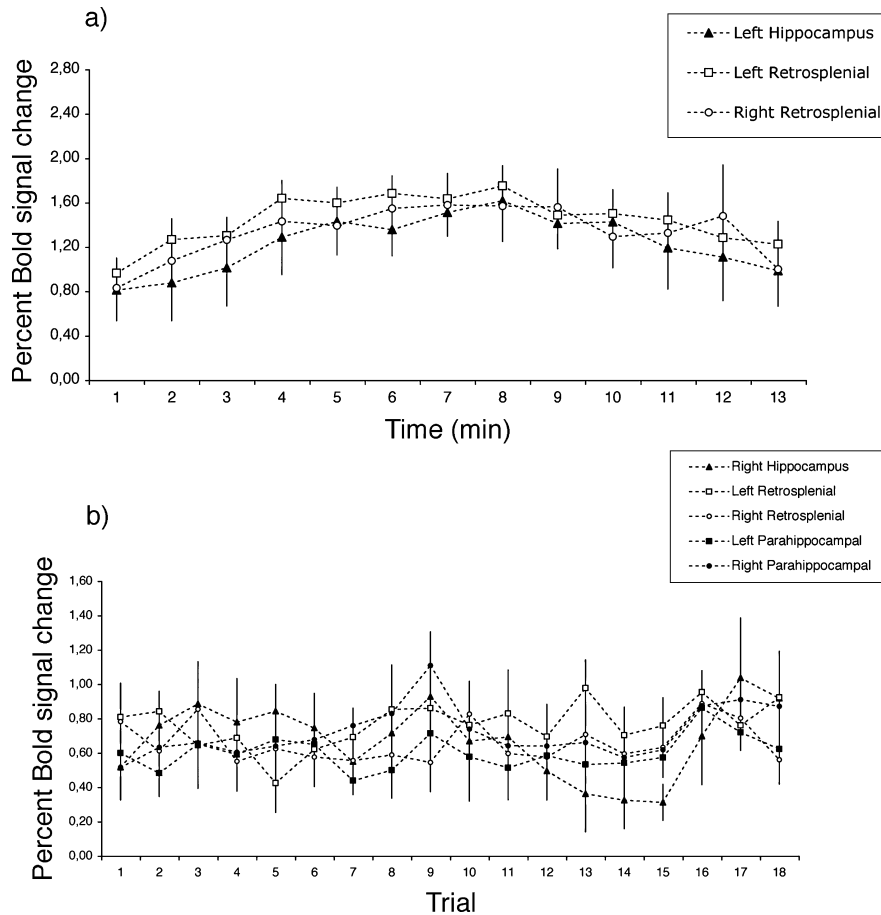 a)
Left Hippocampus
Left Retrosplenial
Right Retrosplenial
Percent Bold signal change
2,80
2,40
2,00
1,60
1,20
0,80
0,40
0,00
1 2 3 4 5 6 7 8 9 10 11 12 13
Time (min)
b)
Right Hippocampus
Left Retrosplenial
Right Retrosplenial
Left Parahippocampal
Right Parahippocampal
Percent Bold signal change
1,60
1,40
1,20
1,00
0,80
0,60
0,40
0,20
0,00
1 2 3 4 5 6 7 8 9 10 11 12 13 14 15 16 17 18
Trial